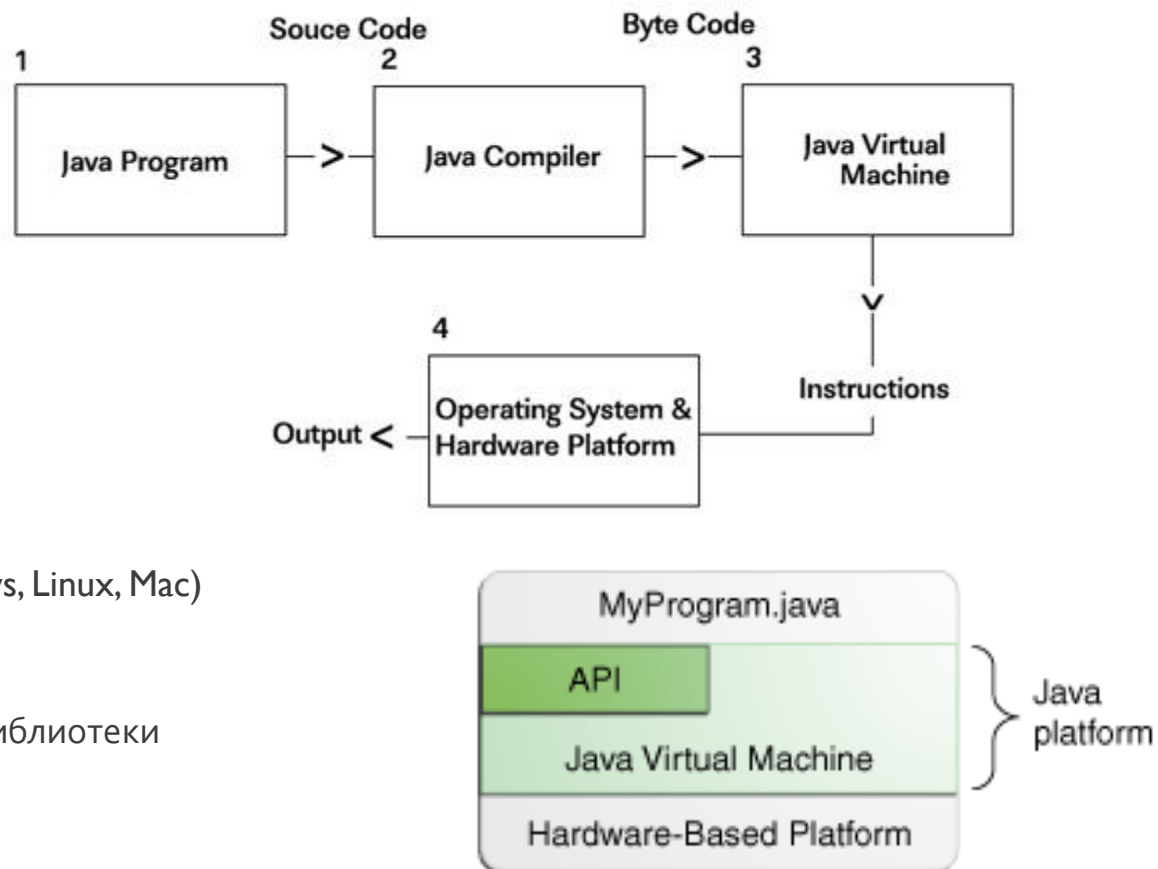 Souce Code
Byte Code
1
2
3
Java Program
Java Compiler
Java Virtual
Machine
4
Instructions
Operating System &
Hardware Platform
Output
Linux, Mac)
MyProgram.java
API
Java
platform
Java Virtual Machine
Hardware-Based Platform